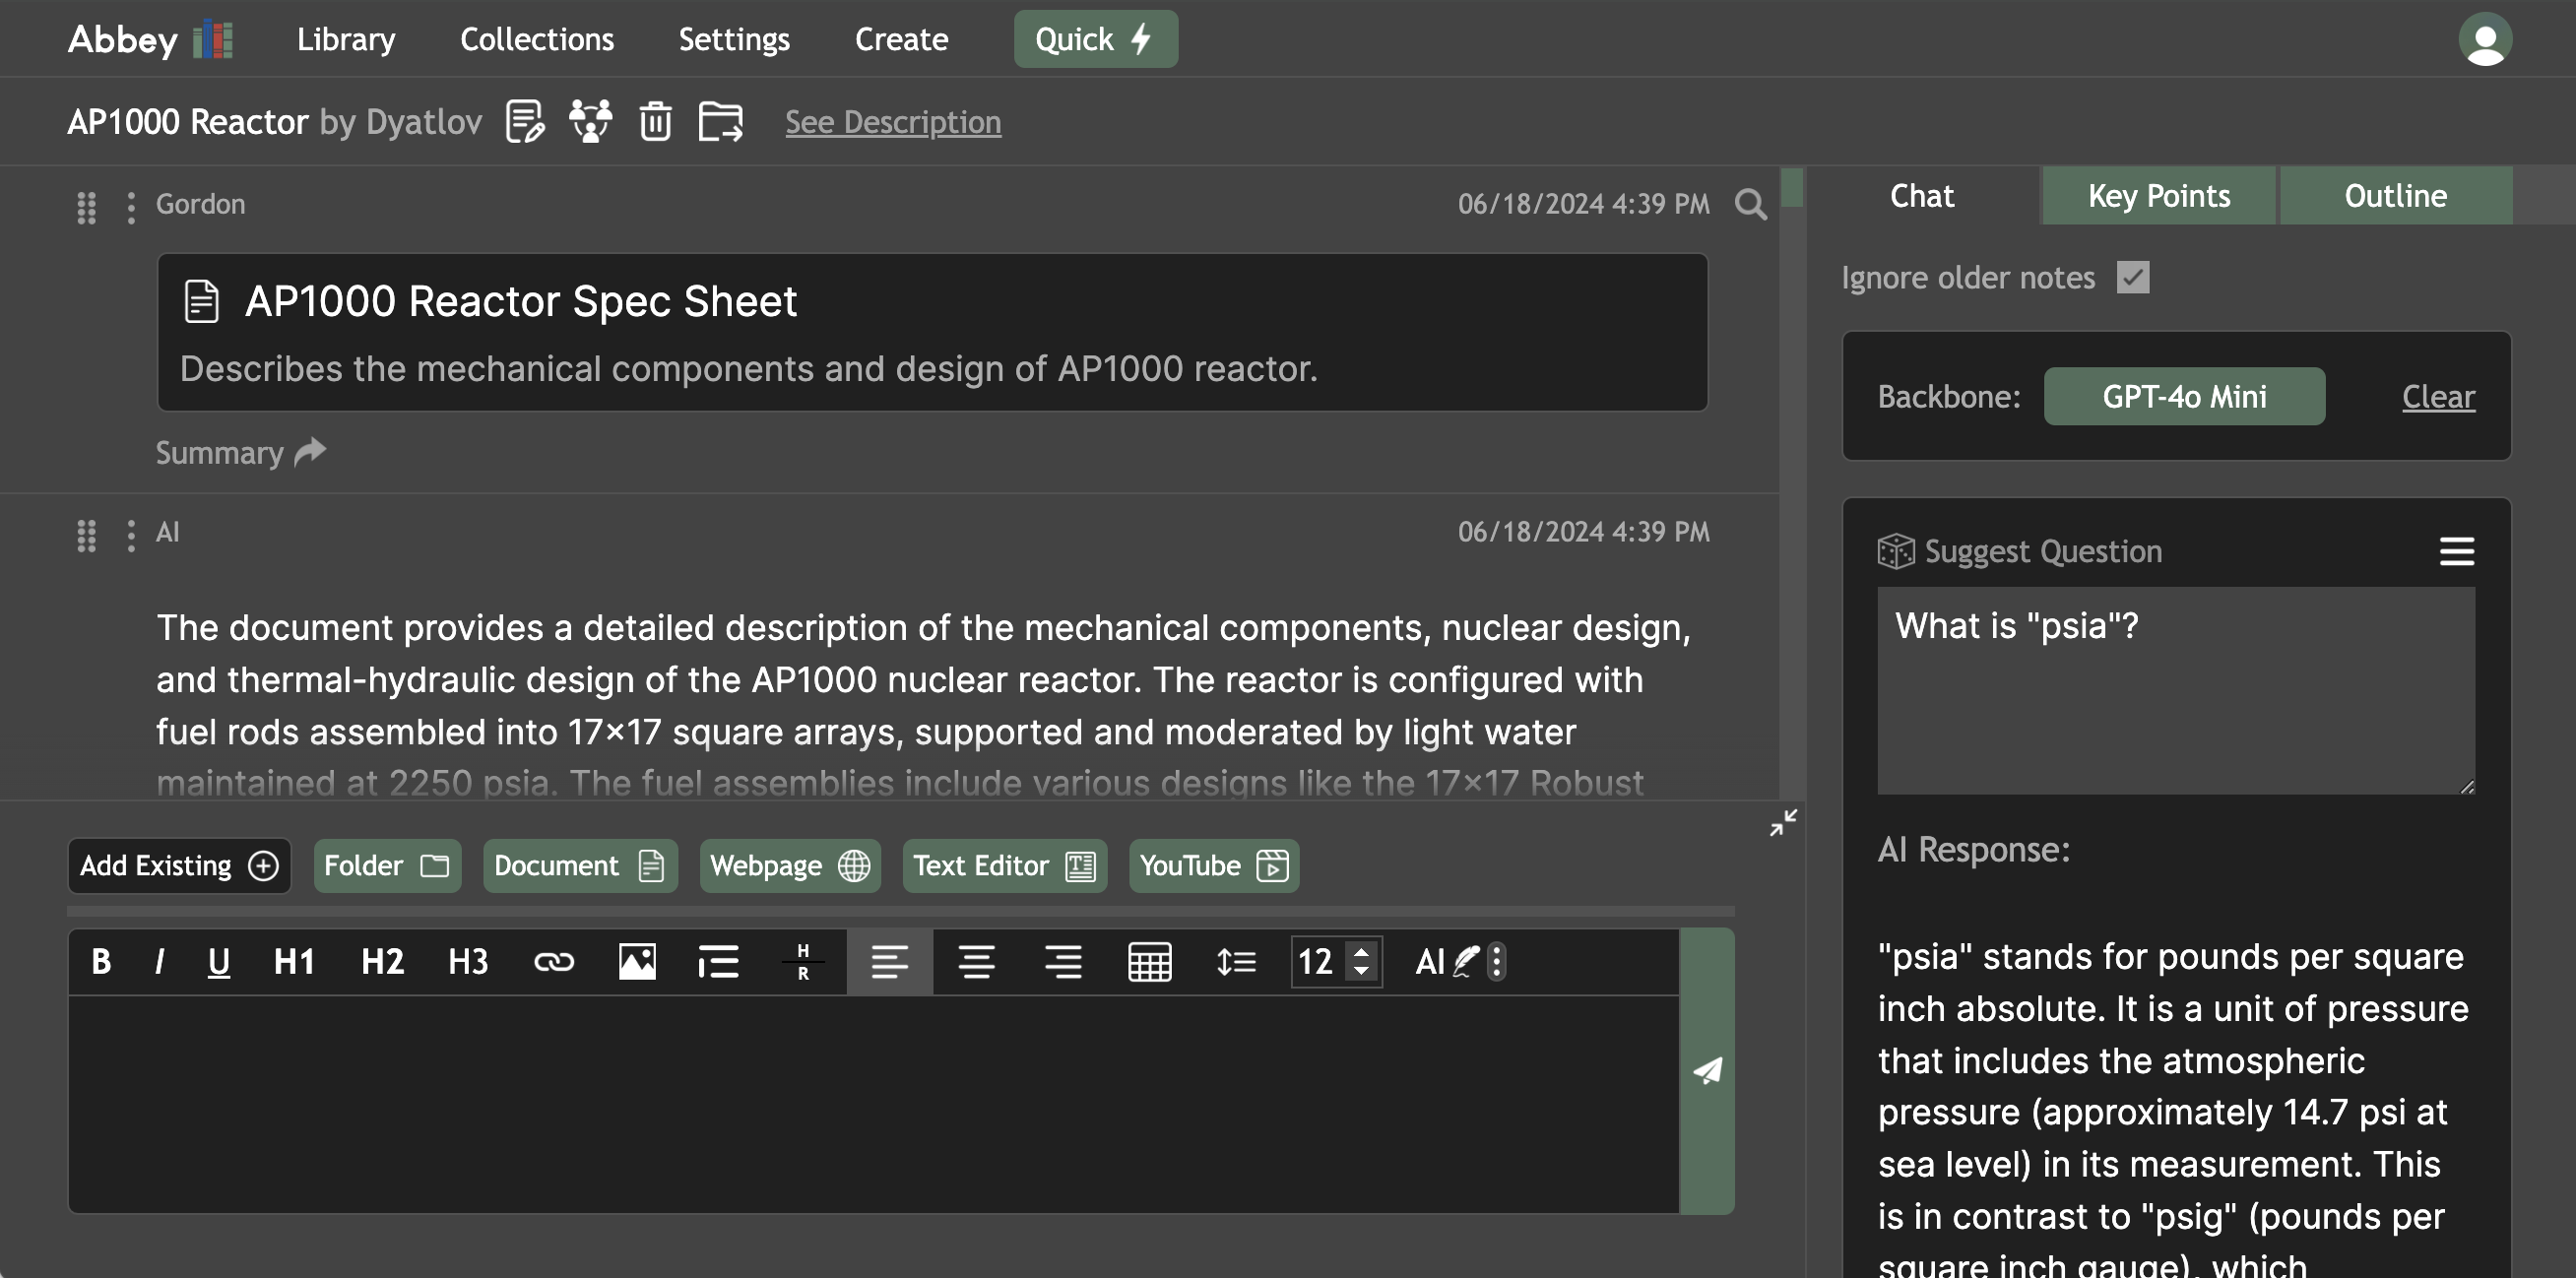 Abbey
Library
Collections
Settings
Create
Quick
AP1000 Reactor by Dyatlov
See Description
Gordon
06/18/2024 4:39 PM
AP1000 Reactor Spec Sheet
Describes the mechanical components and design of AP1000 reactor.
Summary
AI
06/18/2024 4:39 PM
The document provides a detailed description of the mechanical components, nuclear design,
and thermal-hydraulic design of the AP1000 nuclear reactor. The reactor is configured with
fuel rods assembled into 17×17 square arrays, supported and moderated by light water
maintained at 2250 psia. The fuel assemblies include various designs like the 17×17 Robust
Add Existing
Folder
Document
Webpage
Text Editor
YouTube
B I U H1 H2 H3
H
R
12
AI
Chat
Key Points
Outline
Ignore older notes
Backbone:
GPT-4o Mini
Clear
Suggest Question
What is "psia"?
AI Response:
"psia" stands for pounds per square
inch absolute. It is a unit of pressure
that includes the atmospheric
pressure (approximately 14.7 psi at
sea level) in its measurement. This
is in contrast to "psig" (pounds per
square inch gauge), which